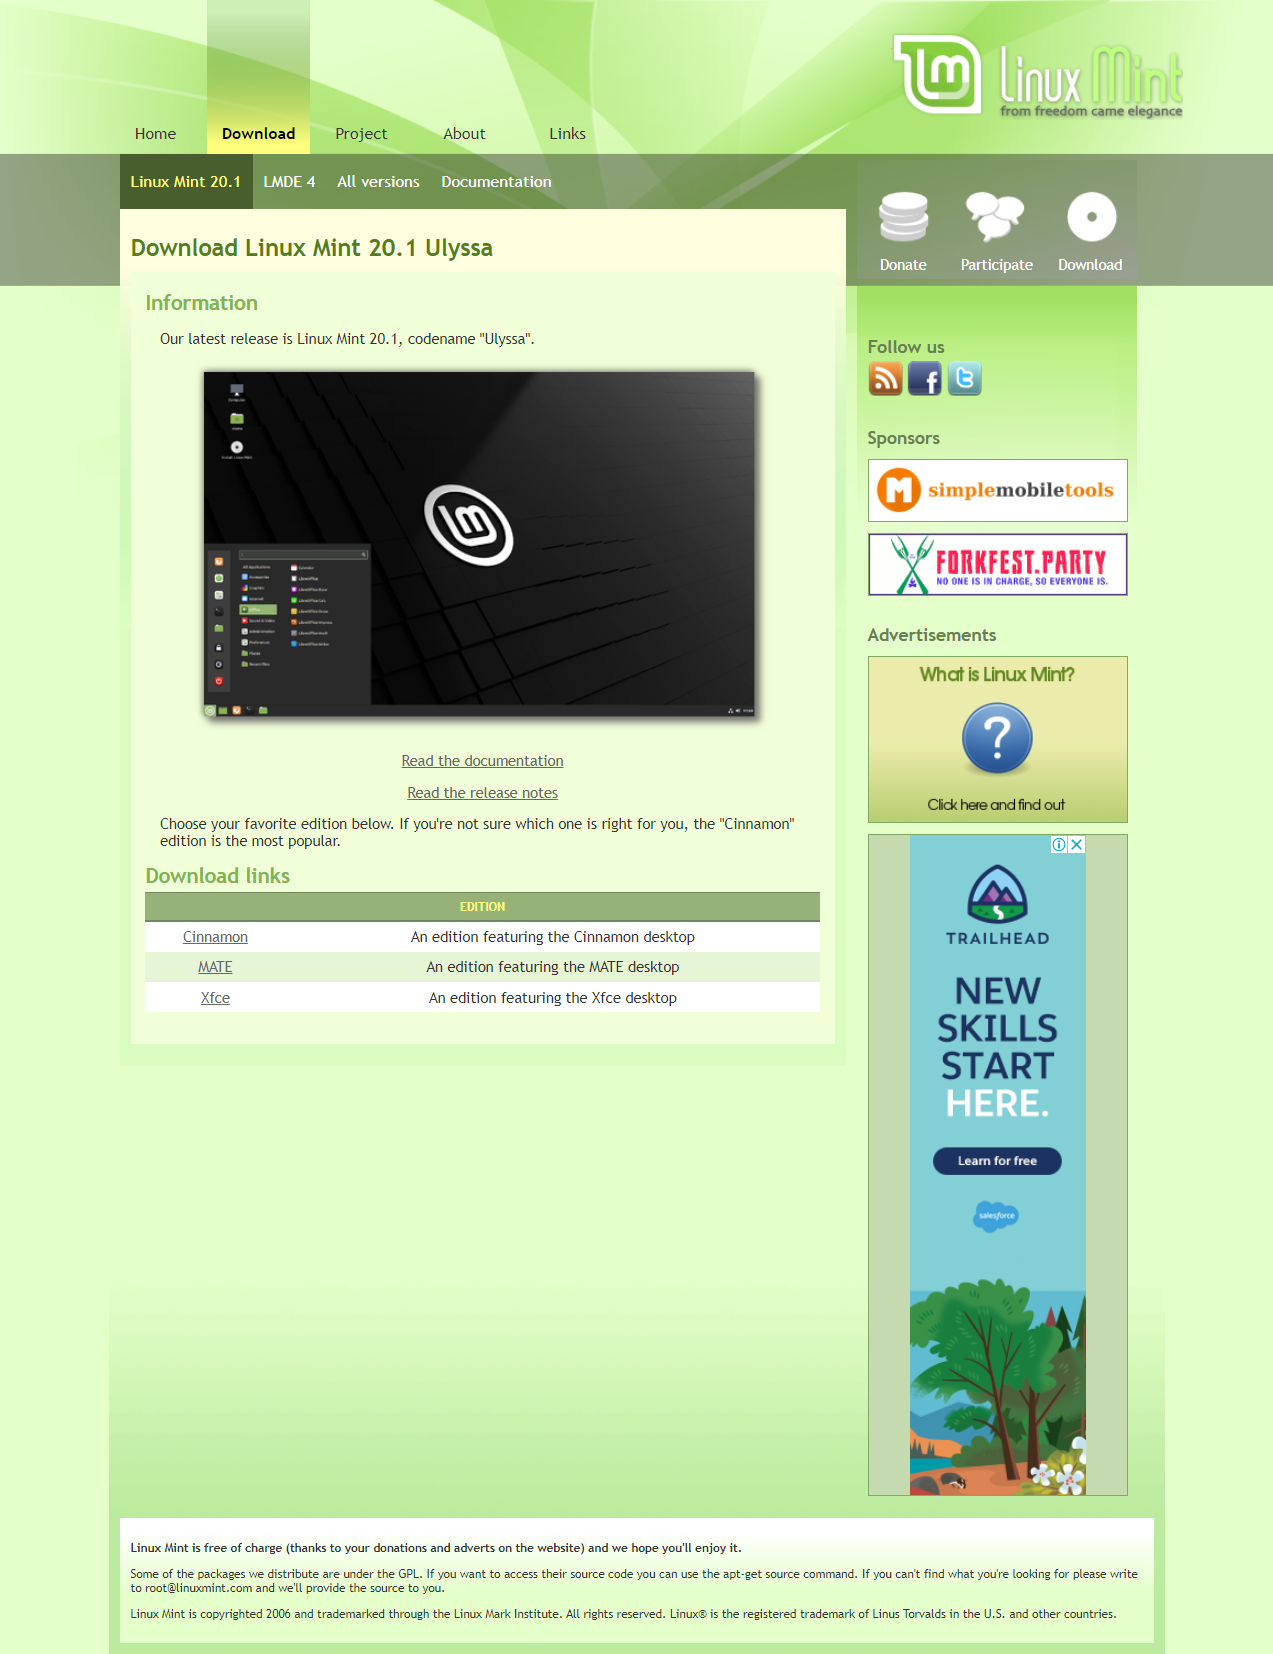 Linux Mint
from freedom came elegance
Home
Download
Project
About
Links
Linux Mint 20.1
LMDE 4
All versions
Documentation
Donate
Participate
Download
Download Linux Mint 20.1 Ulyssa
Information
Our latest release is Linux Mint 20.1, codename "Ulyssa".
Read the documentation
Read the release notes
Choose your favorite edition below. If you're not sure which one is right for you, the "Cinnamon"
edition is the most popular.
Download links
EDITION
Cinnamon An edition featuring the Cinnamon desktop
MATE An edition featuring the MATE desktop
Xfce An edition featuring the Xfce desktop
Follow us
Sponsors
simplemobiletools
FORKFEST.PARTY
NO ONE IS IN CHARGE, SO EVERYONE IS.
Advertisements
What is Linux Mint?
?
Click here and find out
TRAILHEAD
NEW
SKILLS
START
HERE.
Learn for free
salesforce
Linux Mint is free of charge (thanks to your donations and adverts on the website) and we hope you'll enjoy it.
Some of the packages we distribute are under the GPL. If you want to access their source code you can use the apt-get source command. If you can't find what you're looking for please write
to root@linuxmint.com and we'll provide the source to you.
Linux Mint is copyrighted 2006 and trademarked through the Linux Mark Institute. All rights reserved. Linux® is the registered trademark of Linus Torvalds in the U.S. and other countries.